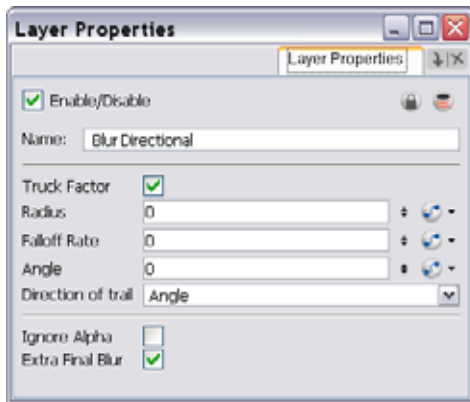 Layer Properties
Layer Properties
Enable/Disable
Name: Blur Directional
Truck Factor
Radius 0
Falloff Rate 0
Angle 0
Direction of trail Angle
Ignore Alpha
Extra Final Blur